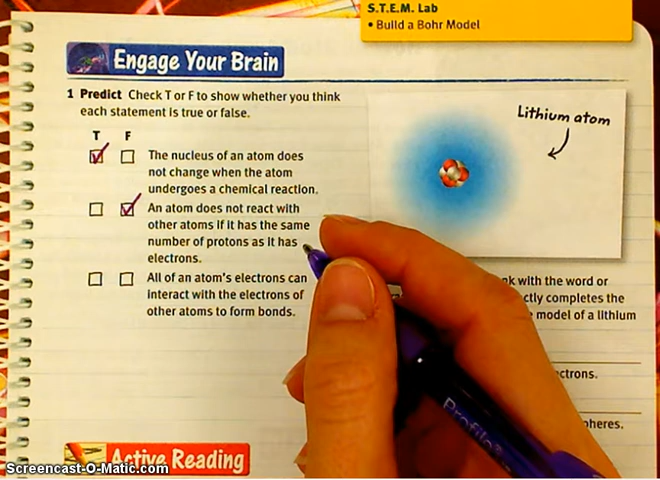 S.T.E.M. Lab
• Build a Bohr Model
Engage Your Brain
1 Predict Check T or F to show whether you think
each statement is true or false.
T F
The nucleus of an atom does
not change when the atom
undergoes a chemical reaction.
An atom does not react with
other atoms if it has the same
number of protons as it has
electrons.
All of an atom's electrons can
interact with the electrons of
other atoms to form bonds.
Lithium atom
with the word or
completes the
model of a lithium
Active Reading
Profile
Screencast-O-Matic.com